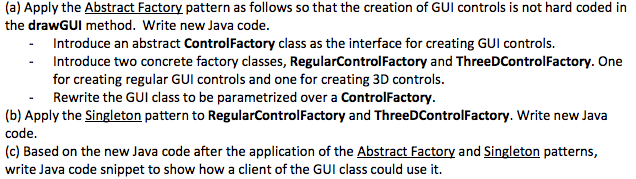 (a) Apply the Abstract Factory pattern as follows so that the creation of GUI controls is not hard coded in
the drawGUI method. Write new Java code.
- Introduce an abstract ControlFactory class as the interface for creating GUI controls.
- Introduce two concrete factory classes, RegularControlFactory and ThreeDControlFactory. One
for creating regular GUI controls and one for creating 3D controls.
- Rewrite the GUI class to be parametrized over a ControlFactory.
(b) Apply the Singleton pattern to RegularControlFactory and ThreeDControlFactory. Write new Java
code.
(c) Based on the new Java code after the application of the Abstract Factory and Singleton patterns,
write Java code snippet to show how a client of the GUI class could use it.